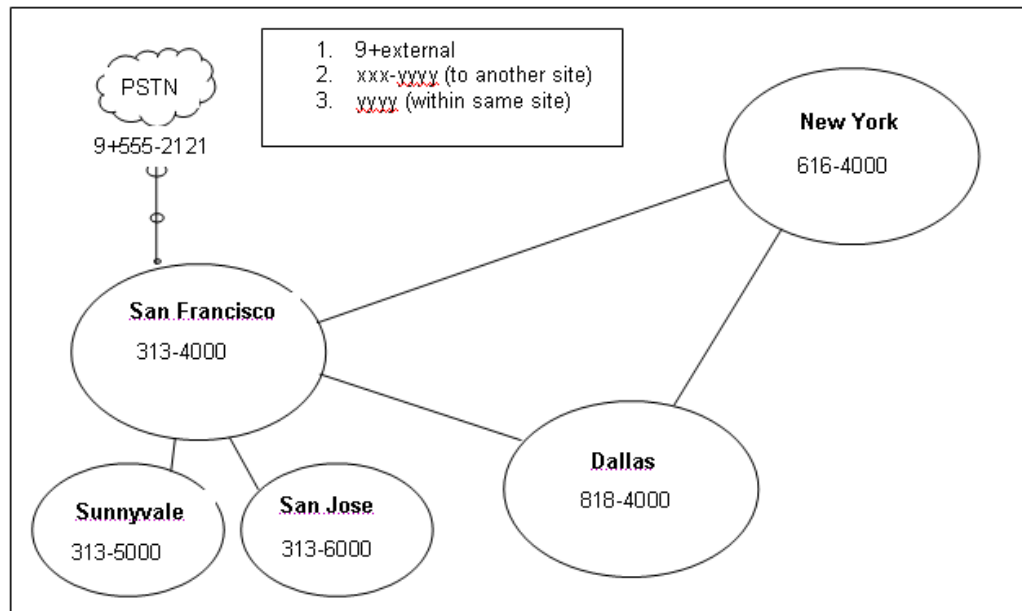 1. 9+external
2. xxx-yyyy (to another site)
3. yyyy (within same site)
PSTN
9+555-2121
New York
616-4000
San Francisco
313-4000
Dallas
818-4000
Sunnyvale
313-5000
San Jose
313-6000